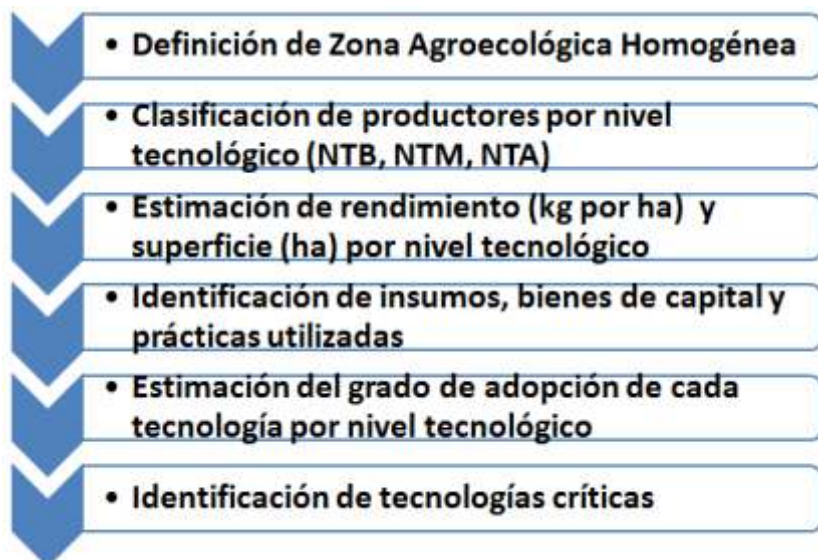 • Definición de Zona Agroecológica Homogénea
• Clasificación de productores por nivel
tecnológico (NTB, NTM, NTA)
• Estimación de rendimiento (kg por ha) y
superficie (ha) por nivel tecnológico
• Identificación de insumos, bienes de capital y
prácticas utilizadas
• Estimación del grado de adopción de cada
tecnología por nivel tecnológico
• Identificación de tecnologías críticas